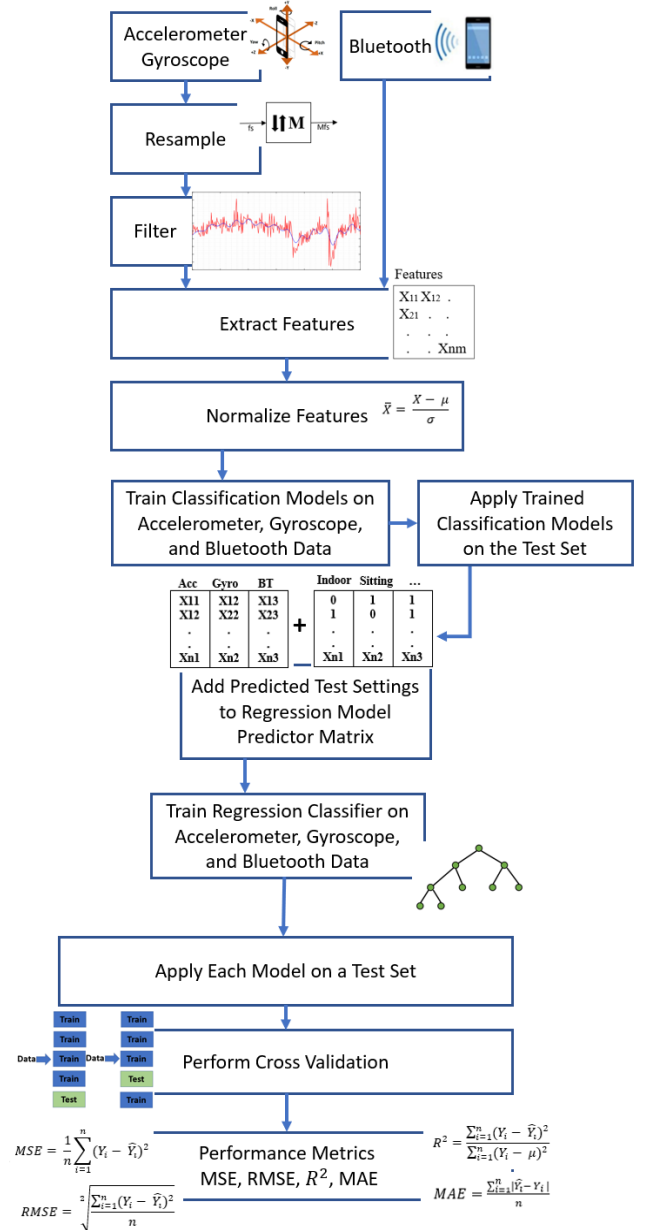 Accelerometer
Gyroscope
Roll
-X
-Z
Yaw
Pitch
+Z
+X
-Y
Bluetooth
Resample
fs
M
Mfs
Filter
Features
X11 X12 .
X21 . .
. . .
. . Xnm
Extract Features
Normalize Features
X̄ = (X − μ) / σ
Train Classification Models on
Accelerometer, Gyroscope,
and Bluetooth Data
Apply Trained
Classification Models
on the Test Set
Acc Gyro BT
X11 X12 X13
X12 X22 X23
. . .
. . .
Xn1 Xn2 Xn3
+
Indoor Sitting ...
0 1 1
1 0 1
. . .
. . .
Xn1 Xn2 Xn3
Add Predicted Test Settings
to Regression Model
Predictor Matrix
Train Regression Classifier on
Accelerometer, Gyroscope,
and Bluetooth Data
Apply Each Model on a Test Set
Data
Train
Train
Train
Train
Test
Data
Train
Train
Train
Test
Train
Perform Cross Validation
Performance Metrics
MSE, RMSE, R², MAE
MSE = 1/n ∑ᵢ₌₁ⁿ (Yᵢ − Ŷᵢ)²
RMSE = ²√(∑ᵢ₌₁ⁿ (Yᵢ − Ŷᵢ)² / n)
R² = ∑ᵢ₌₁ⁿ (Yᵢ − Ŷᵢ)² / ∑ᵢ₌₁ⁿ (Yᵢ − μ)²
MAE = ∑ᵢ₌₁ⁿ |Ŷᵢ − Yᵢ| / n